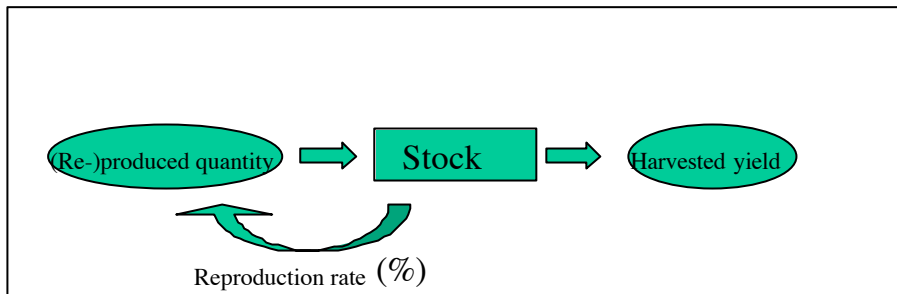 (Re-)produced quantity
Stock
Harvested yield
Reproduction rate (%)